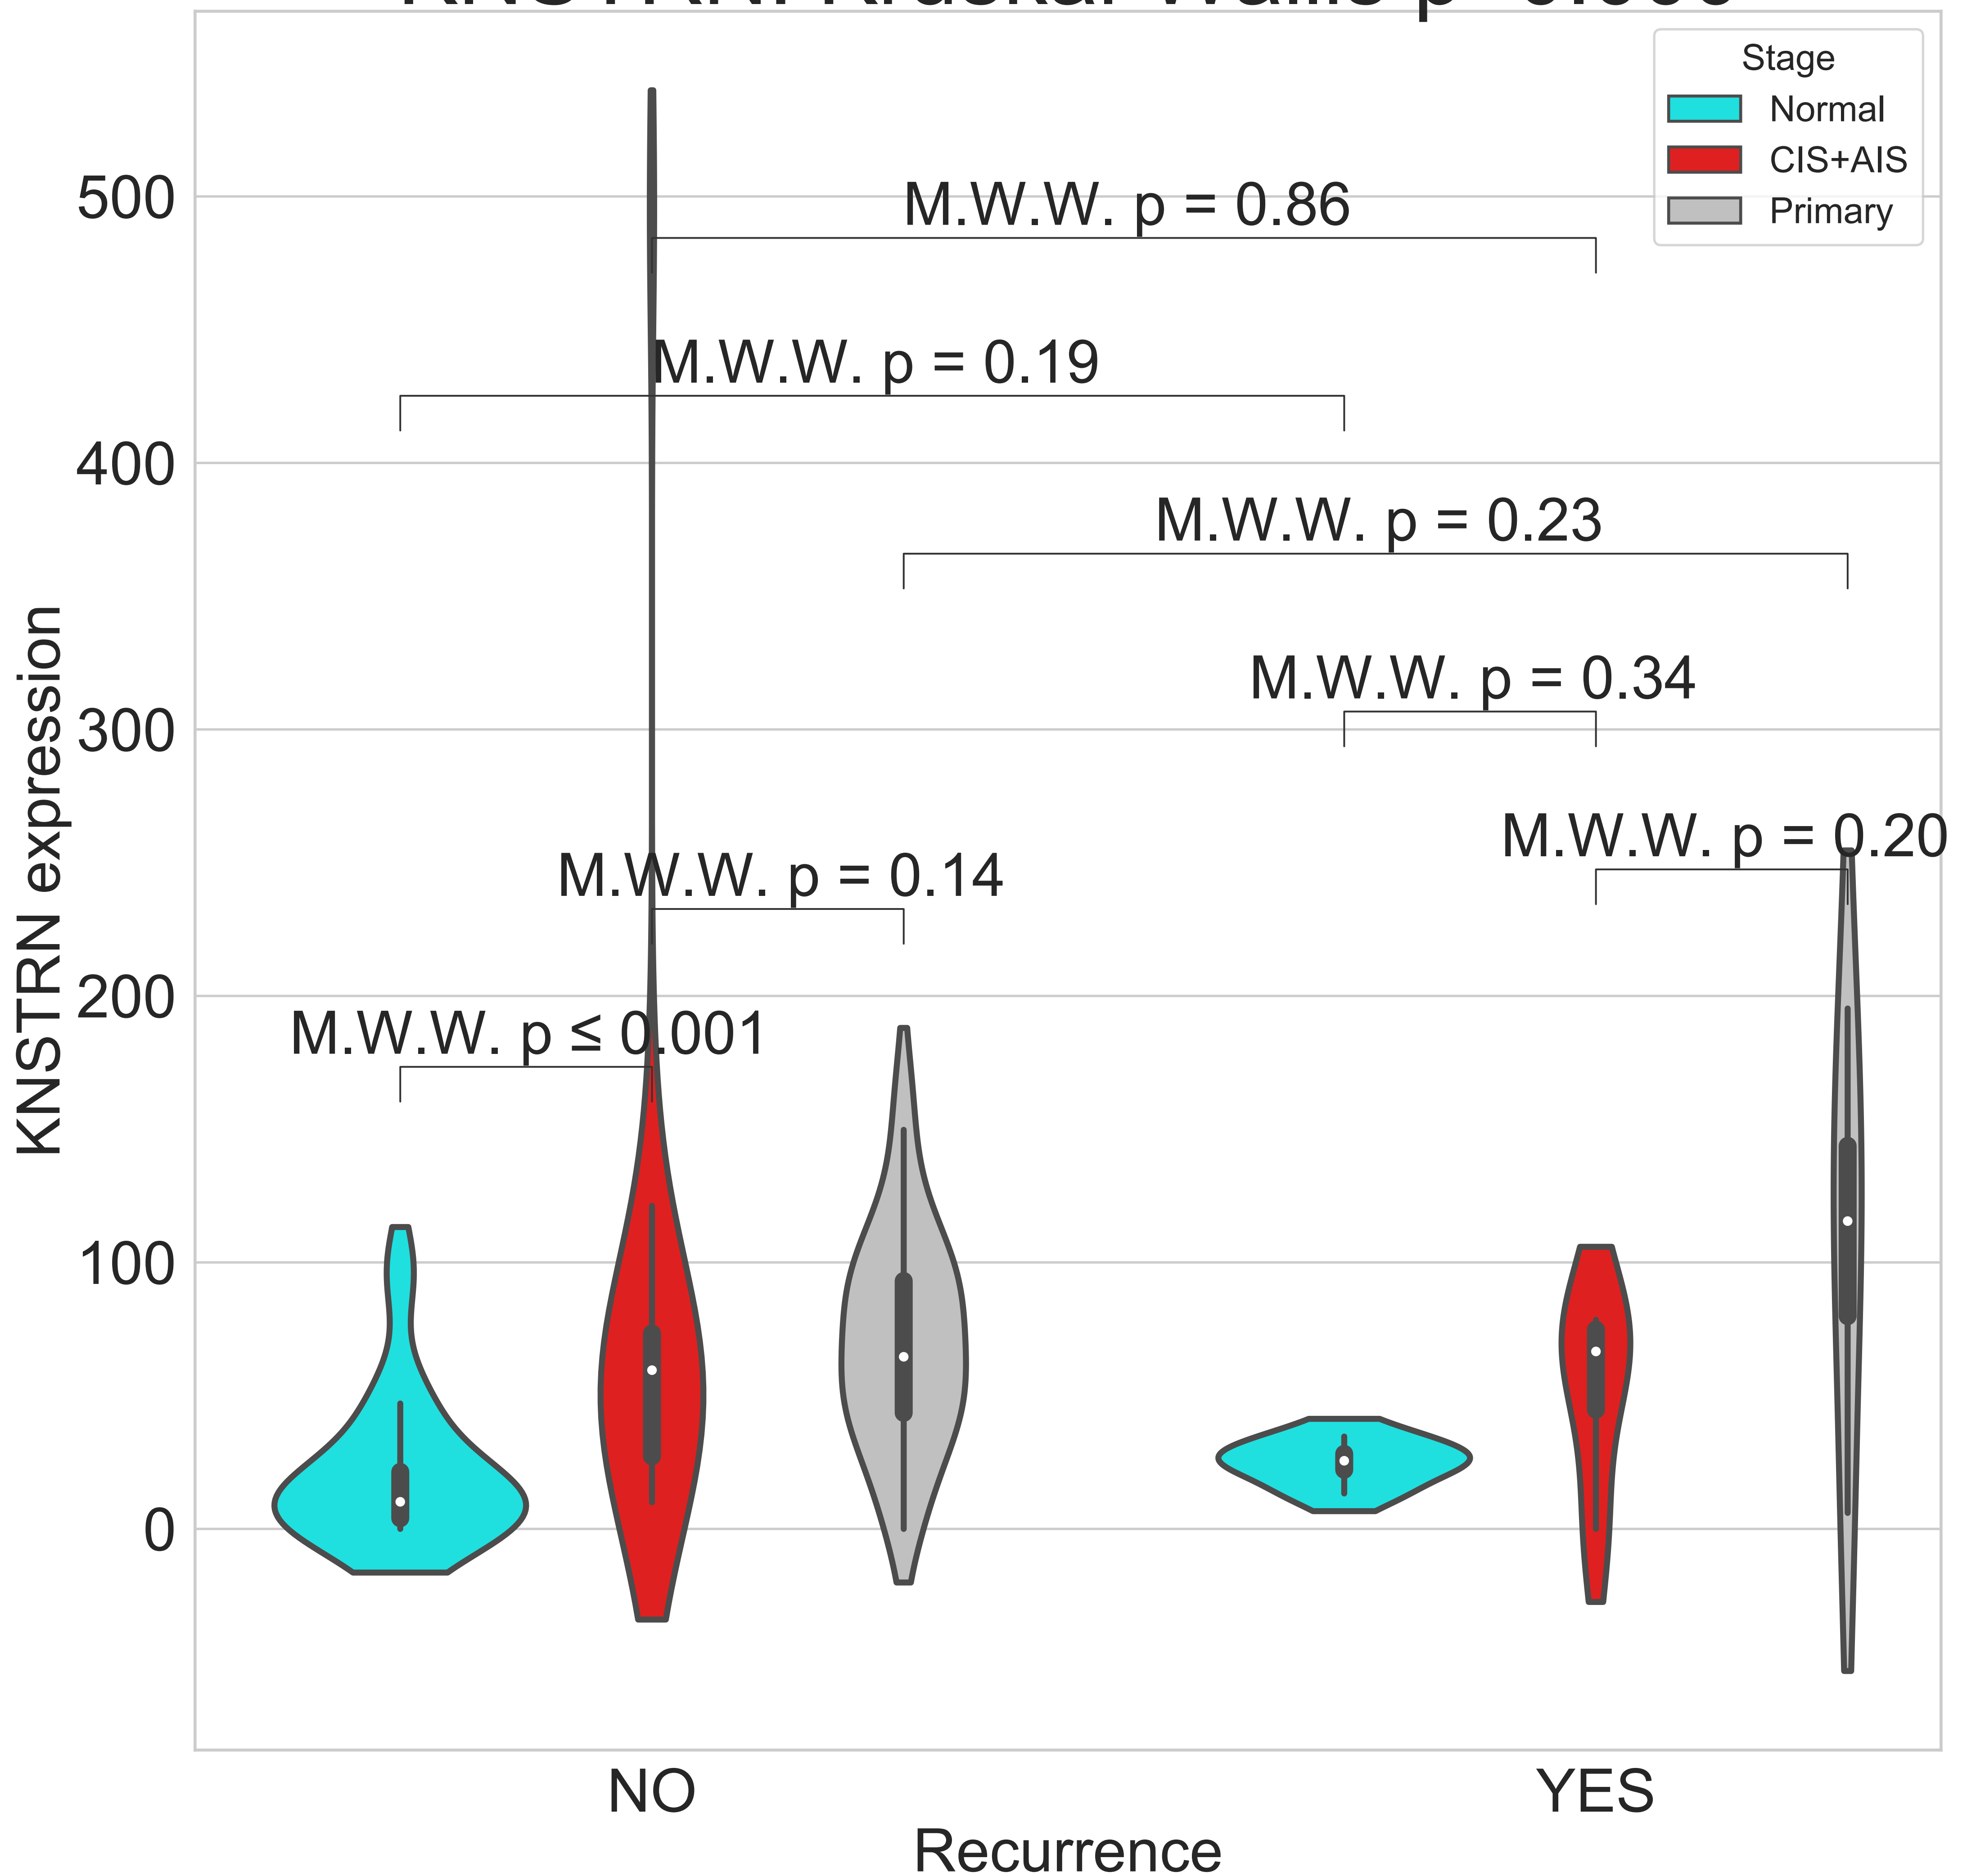 Stage
Normal
CIS+AIS
Primary
500
400
300
200
100
0
KNSTRN expression
M.W.W. p = 0.86
M.W.W. p = 0.19
M.W.W. p = 0.23
M.W.W. p = 0.34
M.W.W. p = 0.20
M.W.W. p = 0.14
M.W.W. p ≤ 0.001
NO
YES
Recurrence